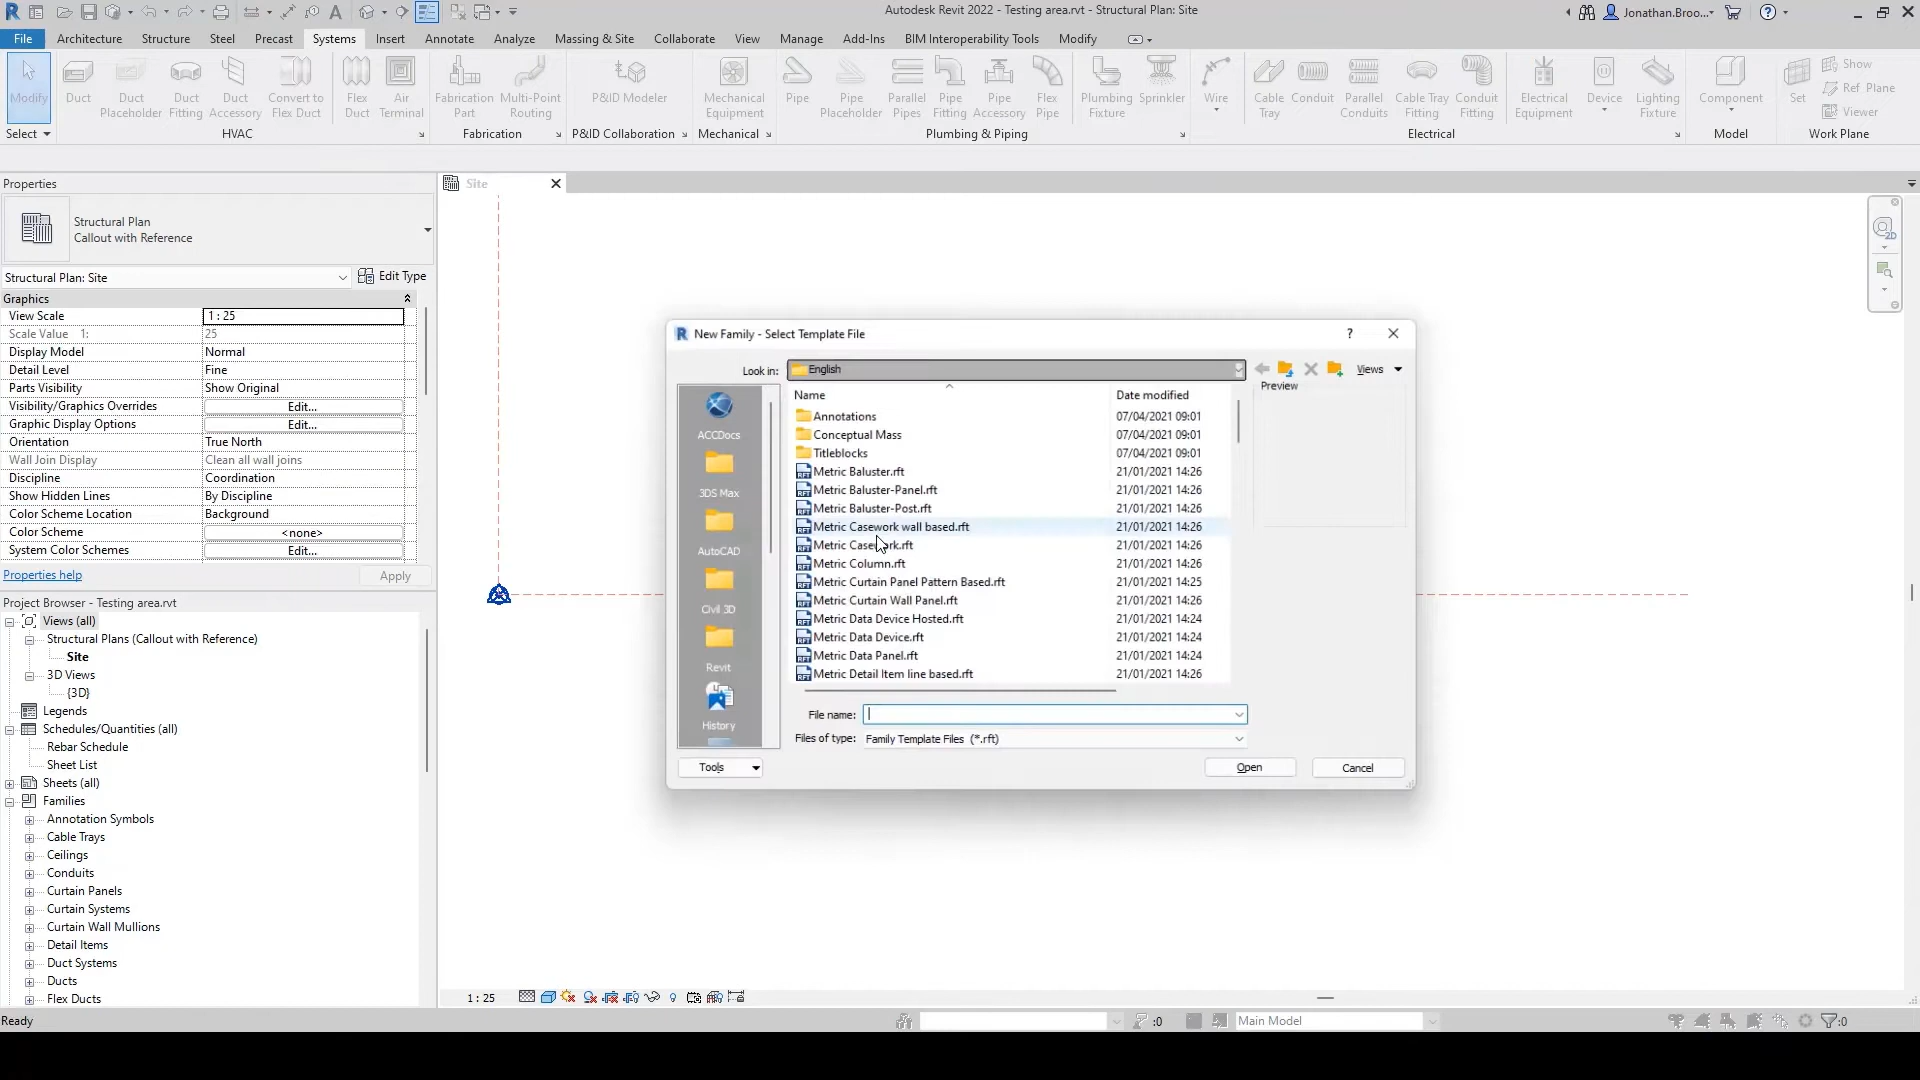 Autodesk Revit 2022 - Testing area.rvt - Structural Plan: Site
Jonathan.Broo...
File Architecture Structure Steel Precast Systems Insert Annotate Analyze Massing & Site Collaborate View Manage Add-Ins BIM Interoperability Tools Modify
Modify
Duct
Duct Placeholder
Duct Fitting
Duct Accessory
Convert to Flex Duct
Flex Duct
Air Terminal
Fabrication Part
Multi-Point Routing
P&ID Modeler
Mechanical Equipment
Pipe
Pipe Placeholder
Parallel Pipes
Pipe Fitting
Pipe Accessory
Flex Pipe
Plumbing Fixture
Sprinkler
Wire
Cable Tray
Conduit
Parallel Conduits
Cable Tray Fitting
Conduit Fitting
Electrical Equipment
Device
Lighting Fixture
Component
Set
Show
Ref Plane
Viewer
Select HVAC Fabrication P&ID Collaboration Mechanical Plumbing & Piping Electrical Model Work Plane
Properties
Site
Structural Plan
Callout with Reference
Structural Plan: Site Edit Type
Graphics
View Scale 1 : 25
Scale Value 1: 25
Display Model Normal
Detail Level Fine
Parts Visibility Show Original
Visibility/Graphics Overrides Edit...
Graphic Display Options Edit...
Orientation True North
Wall Join Display Clean all wall joins
Discipline Coordination
Show Hidden Lines By Discipline
Color Scheme Location Background
Color Scheme <none>
System Color Schemes Edit...
Properties help Apply
Project Browser - Testing area.rvt
Views (all)
Structural Plans (Callout with Reference)
Site
3D Views
{3D}
Legends
Schedules/Quantities (all)
Rebar Schedule
Sheet List
Sheets (all)
Families
Annotation Symbols
Cable Trays
Ceilings
Conduits
Curtain Panels
Curtain Systems
Curtain Wall Mullions
Detail Items
Duct Systems
Ducts
Flex Ducts
New Family - Select Template File
Look in: English
Views
Preview
ACCDocs
3DS Max
AutoCAD
Civil 3D
Revit
History
Name Date modified
Annotations 07/04/2021 09:01
Conceptual Mass 07/04/2021 09:01
Titleblocks 07/04/2021 09:01
Metric Baluster.rft 21/01/2021 14:26
Metric Baluster-Panel.rft 21/01/2021 14:26
Metric Baluster-Post.rft 21/01/2021 14:26
Metric Casework wall based.rft 21/01/2021 14:26
Metric Casework.rft 21/01/2021 14:26
Metric Column.rft 21/01/2021 14:26
Metric Curtain Panel Pattern Based.rft 21/01/2021 14:25
Metric Curtain Wall Panel.rft 21/01/2021 14:26
Metric Data Device Hosted.rft 21/01/2021 14:24
Metric Data Device.rft 21/01/2021 14:24
Metric Data Panel.rft 21/01/2021 14:24
Metric Detail Item line based.rft 21/01/2021 14:26
File name:
Files of type: Family Template Files (*.rft)
Tools Open Cancel
2D
1 : 25
Ready :0 Main Model :0